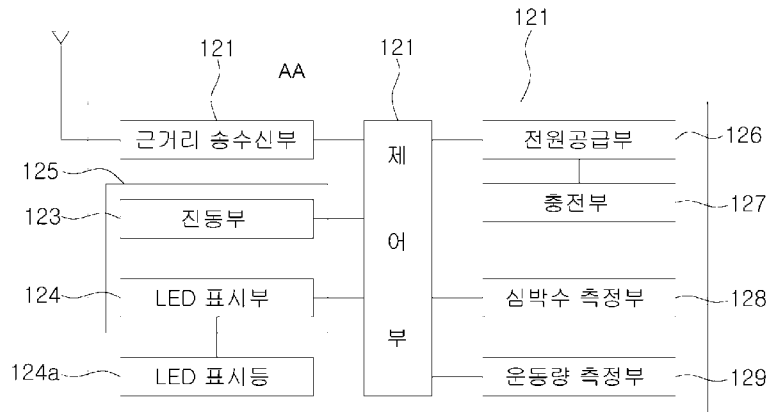 121
121
121
AA
근거리 송수신부
제어부
전원공급부
126
125
123
진동부
충전부
127
124
LED 표시부
심박수 측정부
128
124a
LED 표시등
운동량 측정부
129